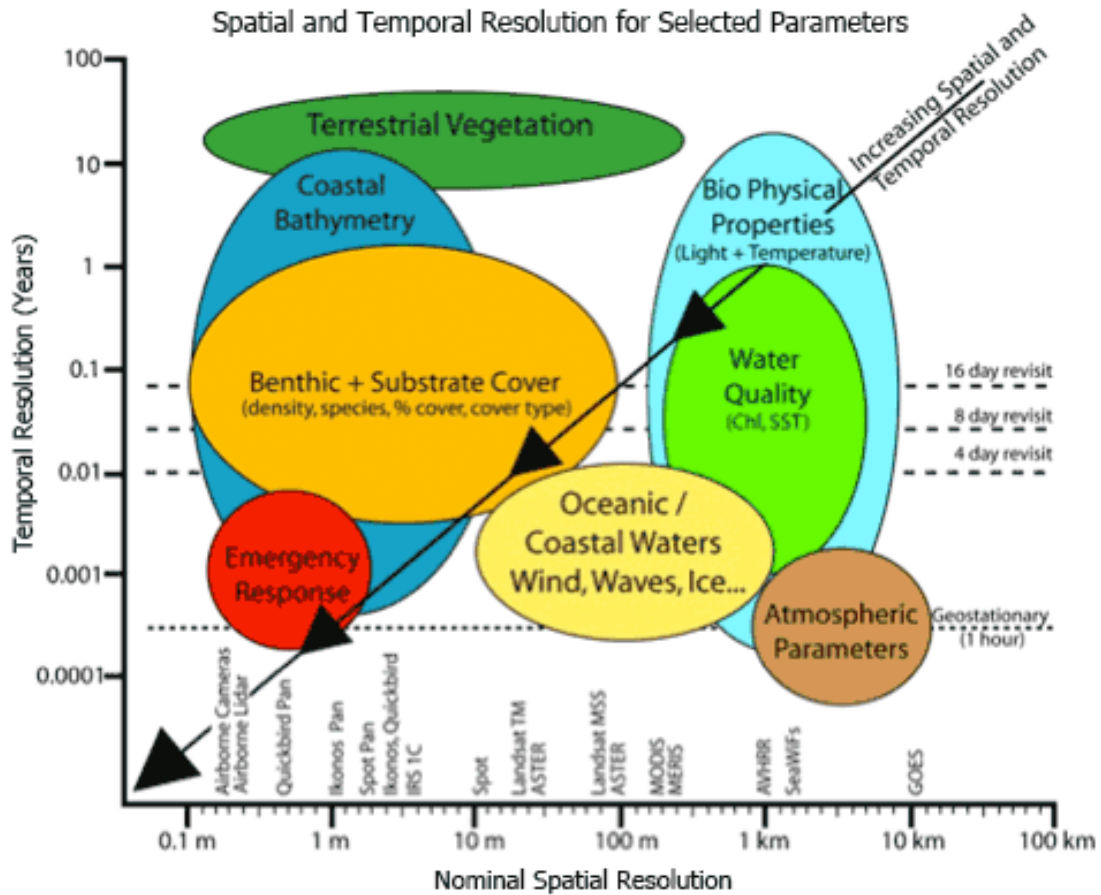 Spatial and Temporal Resolution for Selected Parameters
Increasing Spatial and
Temporal Resolution
Temporal Resolution (Years)
100
10
1
0.1
0.01
0.001
0.0001
Terrestrial Vegetation
Coastal
Bathymetry
Bio Physical
Properties
(Light + Temperature)
Benthic + Substrate Cover
(density, species, % cover, cover type)
Water
Quality
(Chl, SST)
16 day revisit
8 day revisit
4 day revisit
Emergency
Response
Oceanic /
Coastal Waters
Wind, Waves, Ice...
Atmospheric
Parameters
Geostationary
(1 hour)
Airborne Cameras
Airborne Lidar
Quickbird Pan
Ikonos Pan
Spot Pan
Ikonos, Quickbird
IRS 1C
Spot
Landsat TM
ASTER
Landsat MSS
ASTER
MODIS
MERIS
AVHRR
SeaWiFs
GOES
0.1 m
1 m
10 m
100 m
1 km
10 km
100 km
Nominal Spatial Resolution